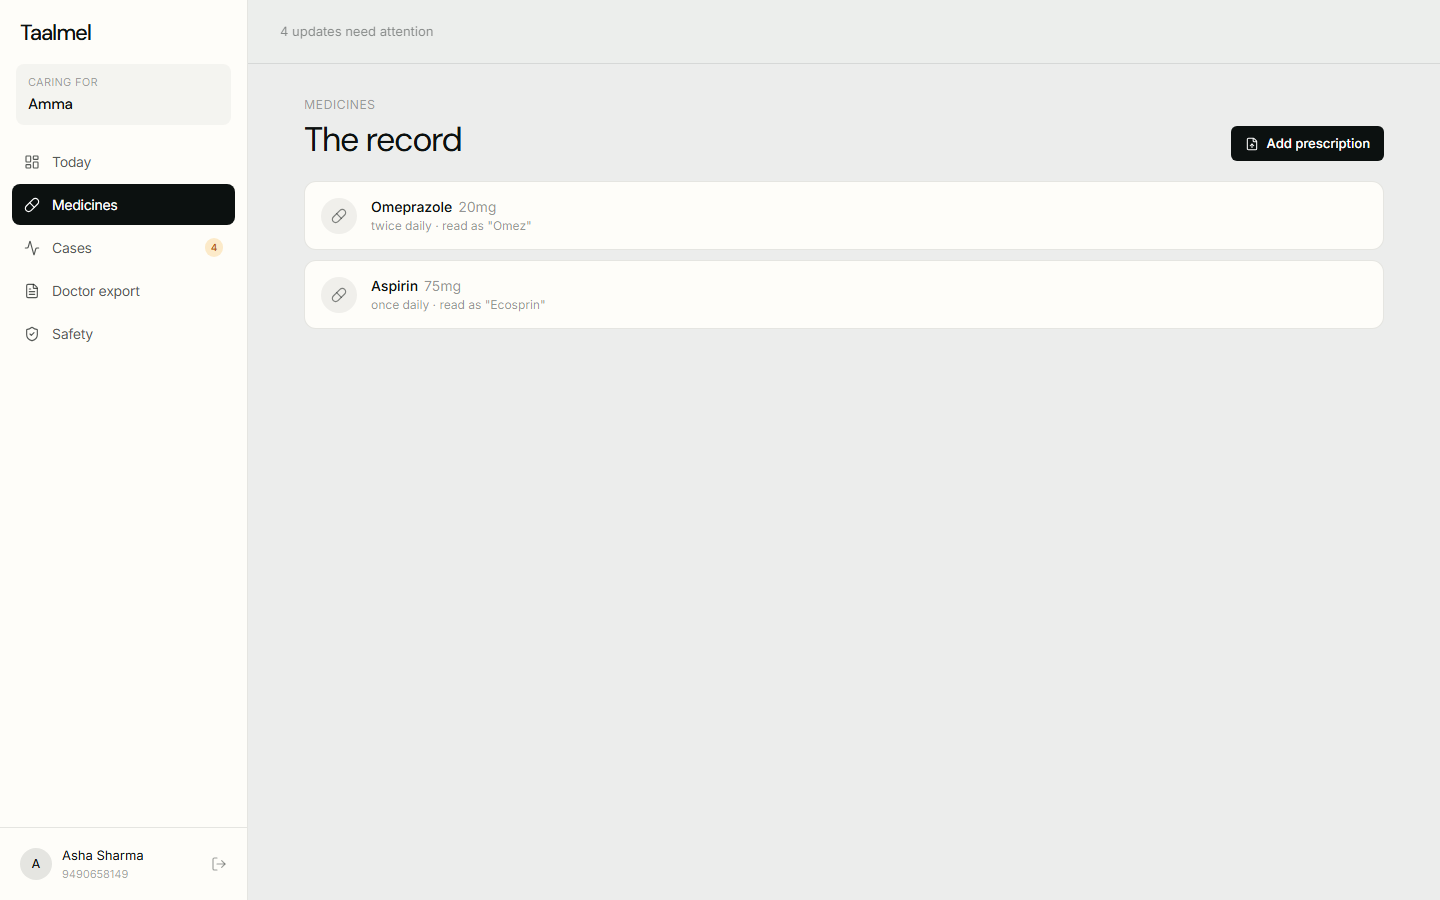 Taalmel
CARING FOR
Amma
Today
Medicines
Cases
4
Doctor export
Safety
A
Asha Sharma
9490658149
4 updates need attention
MEDICINES
The record
Add prescription
Omeprazole 20mg
twice daily · read as "Omez"
Aspirin 75mg
once daily · read as "Ecosprin"